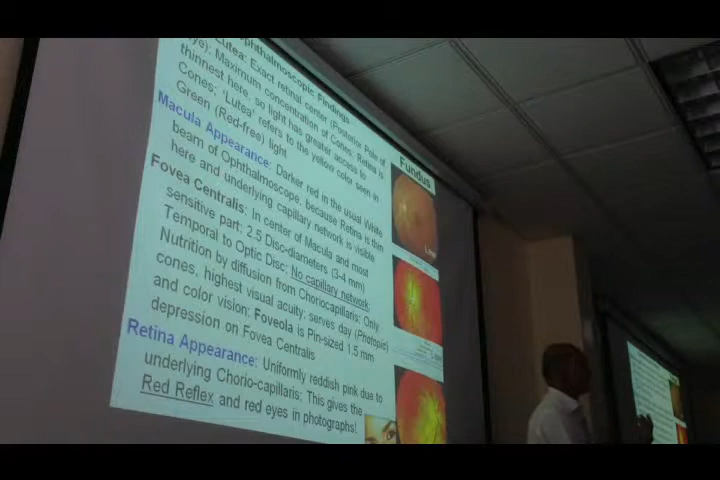 Ophthalmoscopic Findings
Lutea: Exact retinal center (Posterior Pole of
Eye): Maximum concentration of Cones; Retina is
thinnest here, so light has greater access to
Cones; 'Lutea' refers to the yellow color seen in
Green (Red-free) light
Macula Appearance: Darker red in the usual White
beam of Ophthalmoscope, because Retina is thin
here and underlying capillary network is visible
Fovea Centralis: In center of Macula and most
sensitive part; 2.5 Disc-diameters (3-4 mm)
Temporal to Optic Disc; No capillary network;
Nutrition by diffusion from Choriocapillaris; Only
cones, highest visual acuity; serves day (Photopic)
and color vision; Foveola is Pin-sized 1.5 mm
depression on Fovea Centralis
Retina Appearance: Uniformly reddish pink due to
underlying Chorio-capillaris; This gives the
Red Reflex and red eyes in photographs!
Fundus